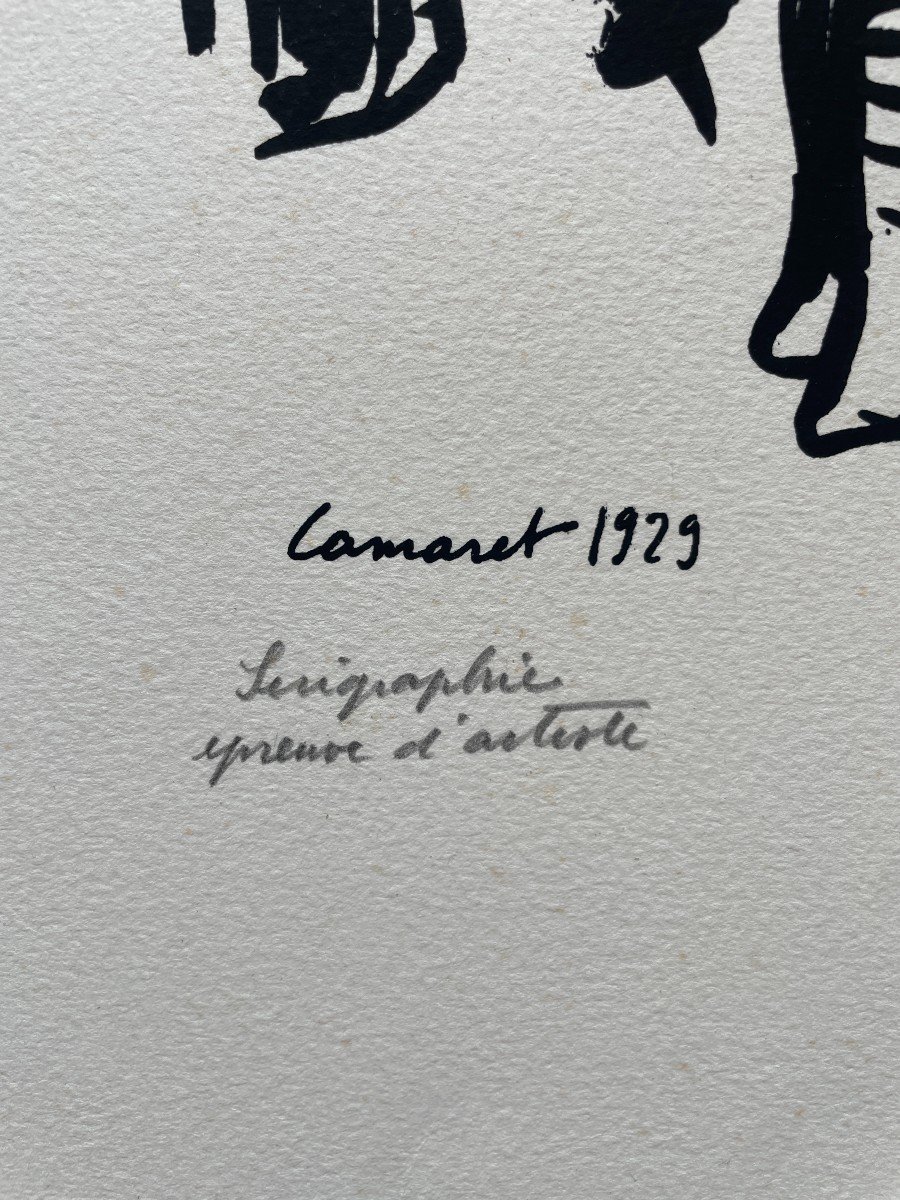 Camaret 1929
Serigraphie
epreuve d'artiste